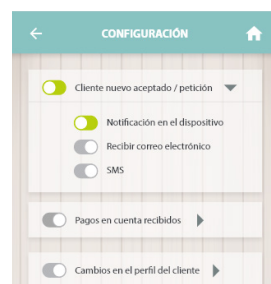 CONFIGURACIÓN
Cliente nuevo aceptado / petición
Notificación en el dispositivo
Recibir correo electrónico
SMS
Pagos en cuenta recibidos
Cambios en el perfil del cliente